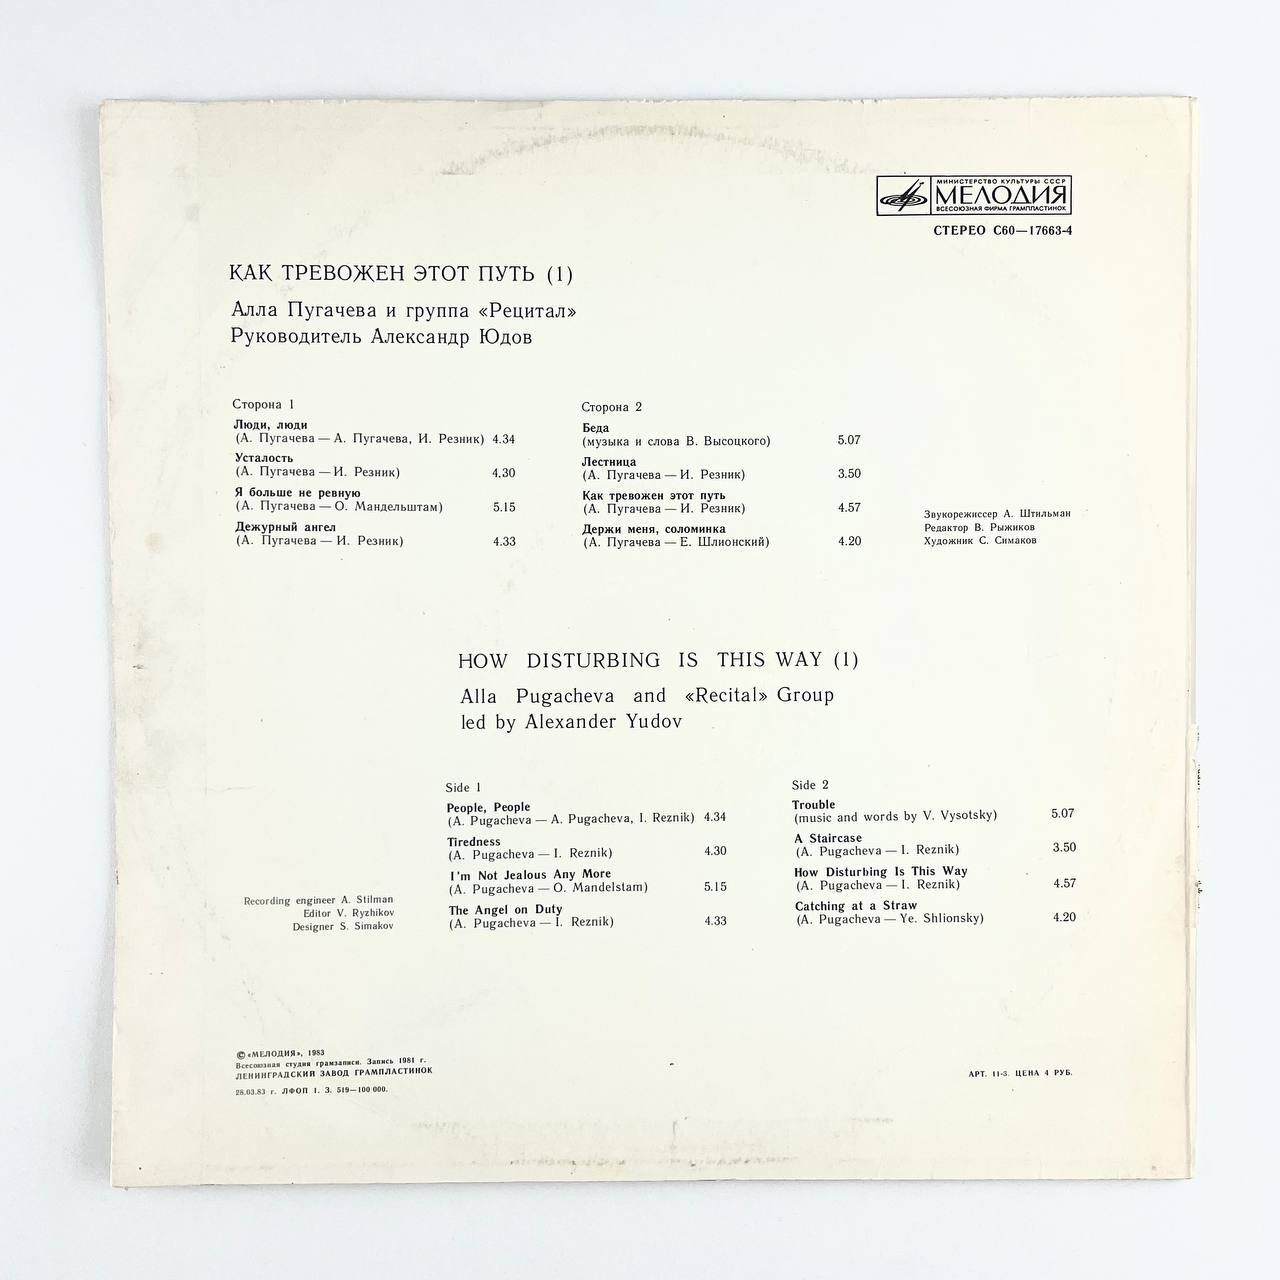 МИНИСТЕРСТВО КУЛЬТУРЫ СССР
МЕЛОДИЯ
ВСЕСОЮЗНАЯ ФИРМА ГРАМПЛАСТИНОК
СТЕРЕО С60—17663-4
КАК ТРЕВОЖЕН ЭТОТ ПУТЬ (1)
Алла Пугачева и группа «Рецитал»
Руководитель Александр Юдов
Сторона 1
Люди, люди
(А. Пугачева — А. Пугачева, И. Резник) 4.34
Усталость
(А. Пугачева — И. Резник) 4.30
Я больше не ревную
(А. Пугачева — О. Мандельштам) 5.15
Дежурный ангел
(А. Пугачева — И. Резник) 4.33
Сторона 2
Беда
(музыка и слова В. Высоцкого) 5.07
Лестница
(А. Пугачева — И. Резник) 3.50
Как тревожен этот путь
(А. Пугачева — И. Резник) 4.57
Держи меня, соломинка
(А. Пугачева — Е. Шлионский) 4.20
Звукорежиссер А. Штильман
Редактор В. Рыжиков
Художник С. Симаков
HOW DISTURBING IS THIS WAY (1)
Alla Pugacheva and «Recital» Group
led by Alexander Yudov
Side 1
People, People
(A. Pugacheva — A. Pugacheva, I. Reznik) 4.34
Tiredness
(A. Pugacheva — I. Reznik) 4.30
I'm Not Jealous Any More
(A. Pugacheva — O. Mandelstam) 5.15
The Angel on Duty
(A. Pugacheva — I. Reznik) 4.33
Side 2
Trouble
(music and words by V. Vysotsky) 5.07
A Staircase
(A. Pugacheva — I. Reznik) 3.50
How Disturbing Is This Way
(A. Pugacheva — I. Reznik) 4.57
Catching at a Straw
(A. Pugacheva — Ye. Shlionsky) 4.20
Recording engineer A. Stilman
Editor V. Ryzhikov
Designer S. Simakov
© «МЕЛОДИЯ», 1983
Всесоюзная студия грамзаписи. Запись 1981 г.
ЛЕНИНГРАДСКИЙ ЗАВОД ГРАМПЛАСТИНОК
28.03.83 г. ЛФОП 1. З. 519—100 000.
АРТ. 11-3. ЦЕНА 4 РУБ.